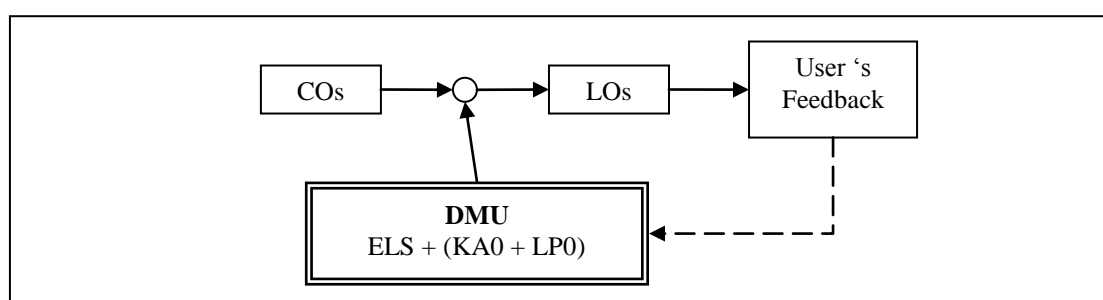 COs
LOs
User ‘s
Feedback
DMU
ELS + (KA0 + LP0)